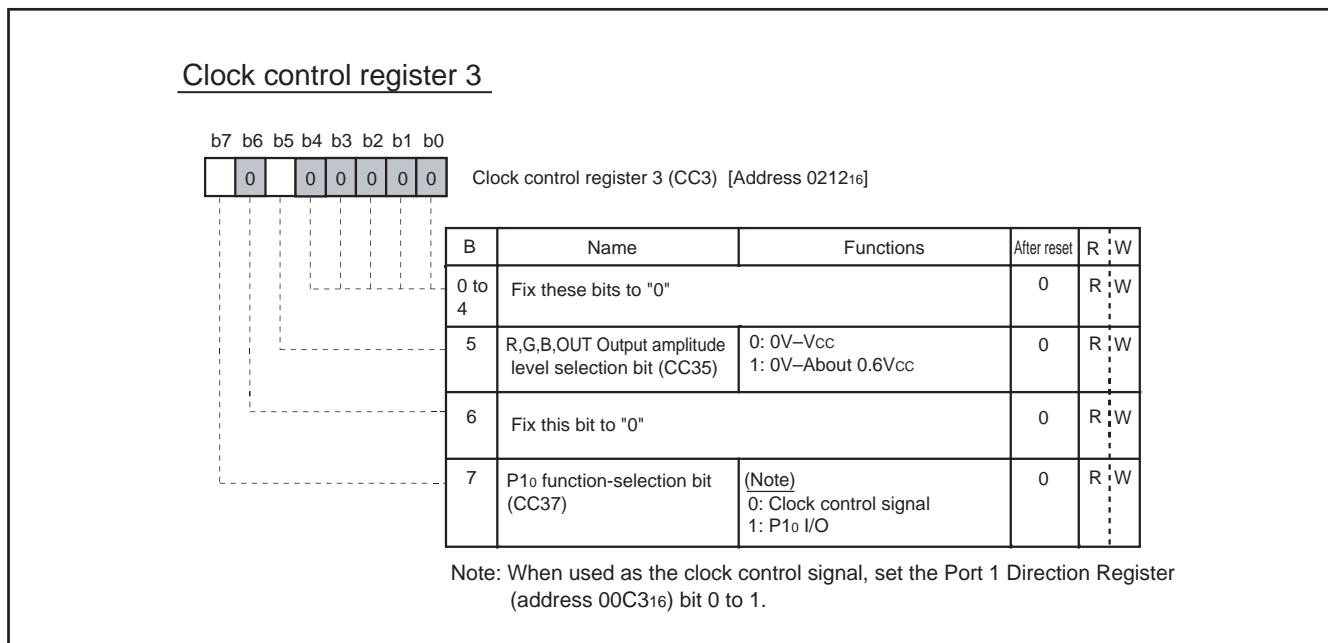 Clock control register 3
b7 b6 b5 b4 b3 b2 b1 b0
0 0 0 0 0 0
Clock control register 3 (CC3) [Address 021216]
B Name Functions After reset R W
0 to 4 Fix these bits to "0" 0 R W
5 R,G,B,OUT Output amplitude level selection bit (CC35) 0: 0V–VCC 0 R W
1: 0V–About 0.6VCC
6 Fix this bit to "0" 0 R W
7 P10 function-selection bit (CC37) (Note) 0 R W
0: Clock control signal
1: P10 I/O
Note: When used as the clock control signal, set the Port 1 Direction Register
(address 00C316) bit 0 to 1.